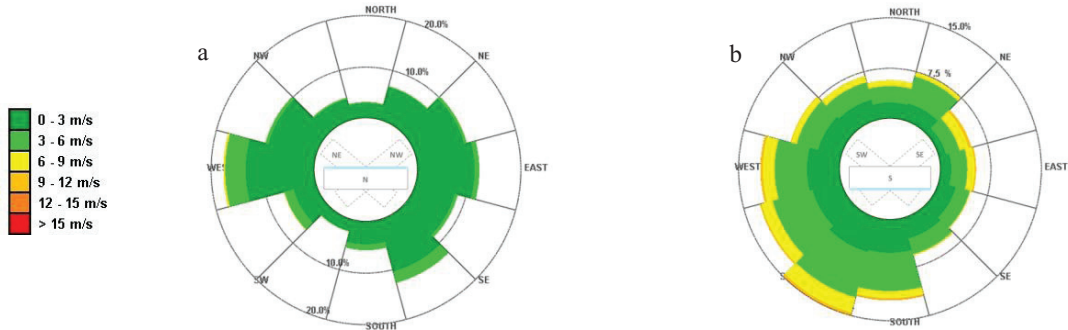 a
NORTH
20.0%
10.0%
NW
NE
EAST
SE
SOUTH
SW
10.0%
20.0%
NE
NW
N
b
NORTH
15.0%
7.5 %
NW
NE
WEST
EAST
SE
SOUTH
SW
SE
S
0 - 3 m/s
3 - 6 m/s
6 - 9 m/s
9 - 12 m/s
12 - 15 m/s
> 15 m/s